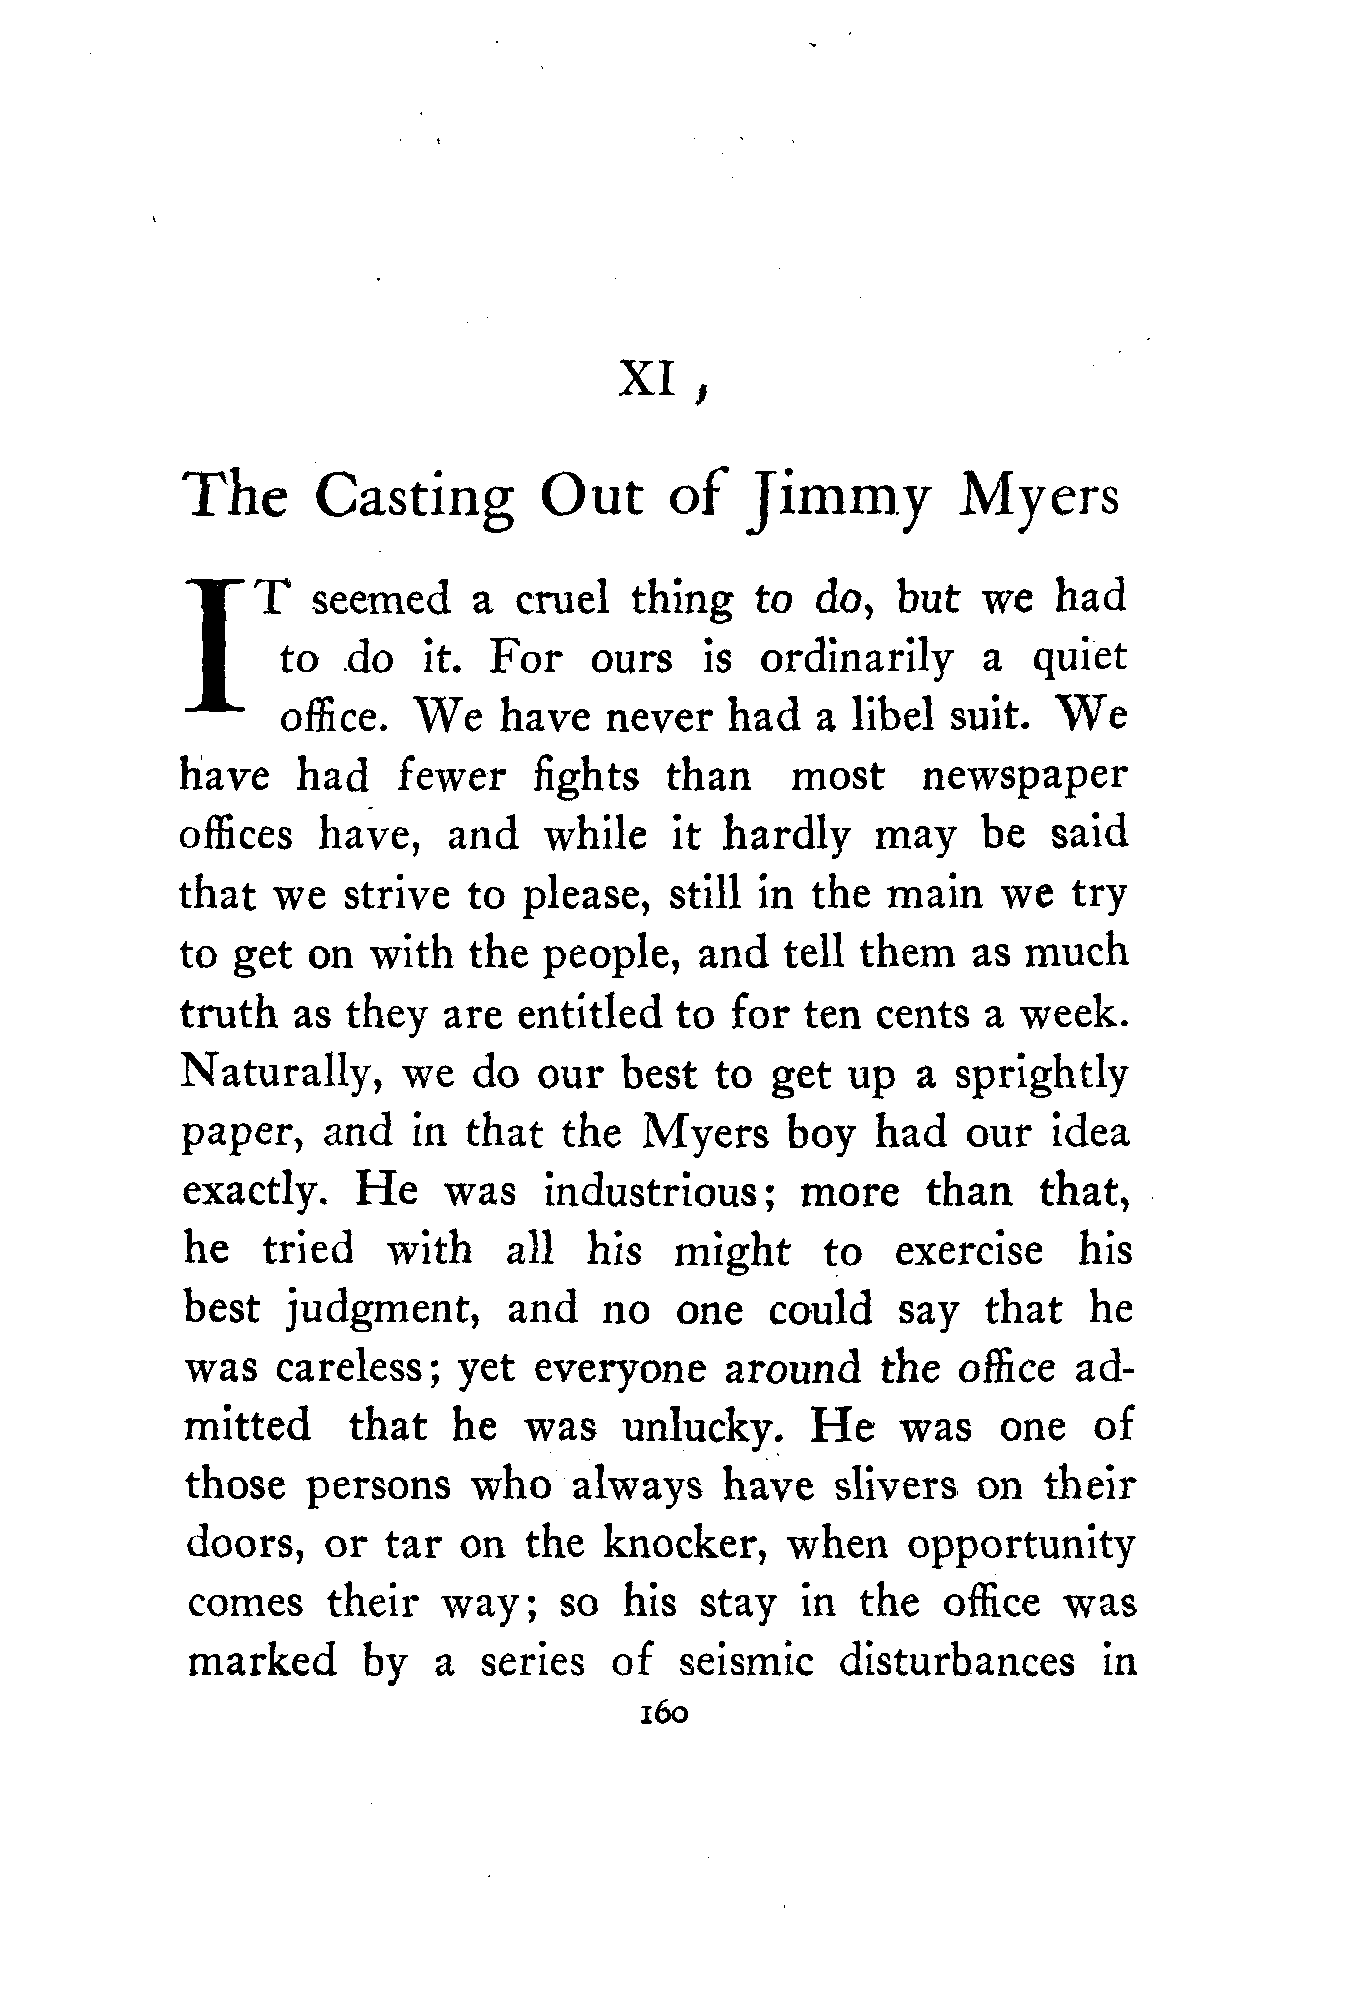 XI ,
The Casting Out of Jimmy Myers
IT seemed a cruel thing to do, but we had
to do it. For ours is ordinarily a quiet
office. We have never had a libel suit. We
have had fewer fights than most newspaper
offices have, and while it hardly may be said
that we strive to please, still in the main we try
to get on with the people, and tell them as much
truth as they are entitled to for ten cents a week.
Naturally, we do our best to get up a sprightly
paper, and in that the Myers boy had our idea
exactly. He was industrious; more than that,
he tried with all his might to exercise his
best judgment, and no one could say that he
was careless; yet everyone around the office ad-
mitted that he was unlucky. He was one of
those persons who always have slivers on their
doors, or tar on the knocker, when opportunity
comes their way; so his stay in the office was
marked by a series of seismic disturbances in
160